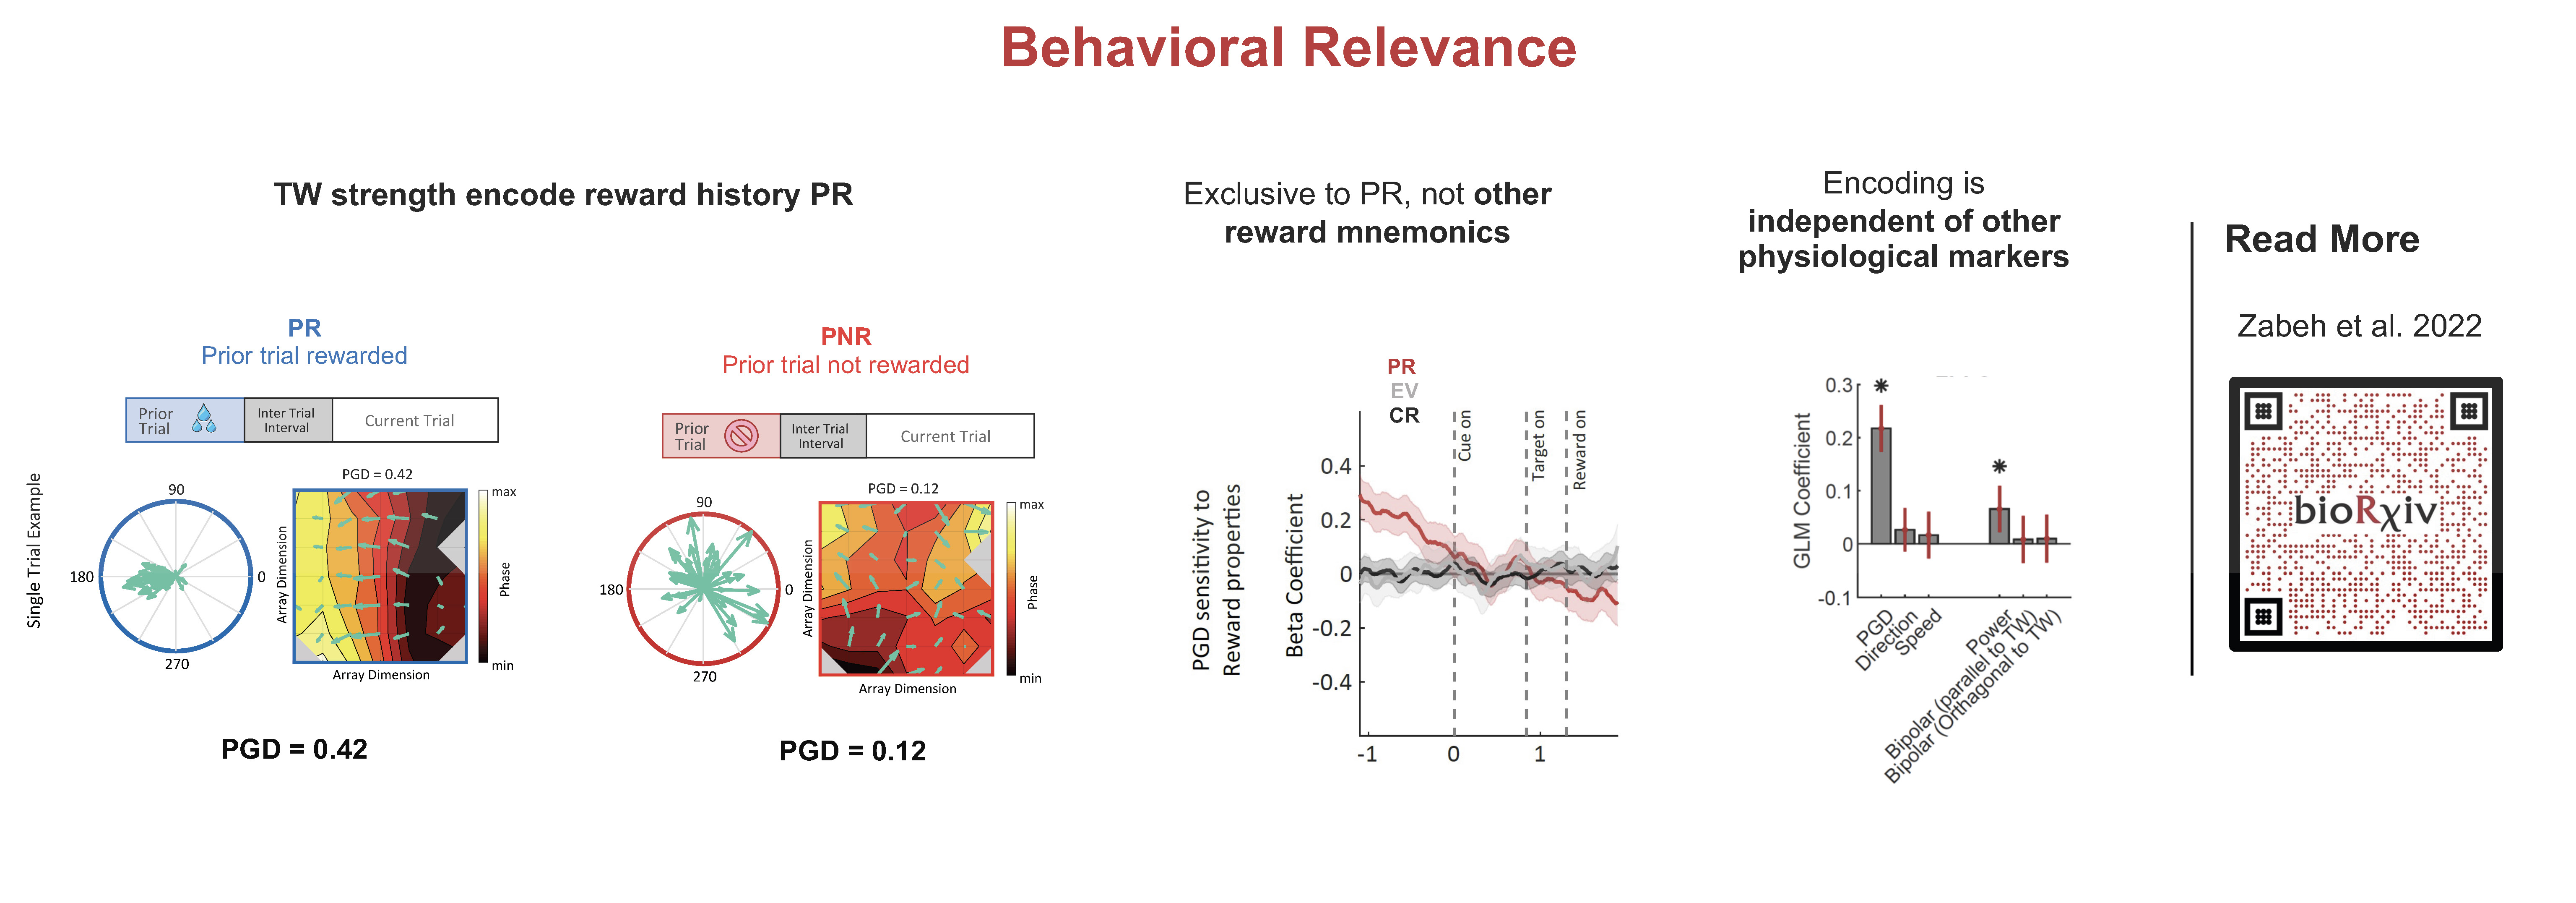 Behavioral Relevance
TW strength encode reward history PR
PR
Prior trial rewarded
Prior
Trial
Inter Trial
Interval
Current Trial
PNR
Prior trial not rewarded
Prior
Trial
Inter Trial
Interval
Current Trial
Single Trial Example
90
180
0
270
PGD = 0.42
Array Dimension
Array Dimension
max
Phase
min
90
180
0
270
PGD = 0.12
Array Dimension
Array Dimension
max
Phase
min
PGD = 0.42
PGD = 0.12
Exclusive to PR, not other
reward mnemonics
PR
EV
CR
Cue on
Target on
Reward on
PGD sensitivity to
Reward properties
Beta Coefficient
0.4
0.2
0
-0.2
-0.4
-1
0
1
Encoding is
independent of other
physiological markers
GLM Coefficient
0.3
0.2
0.1
0
-0.1
*
*
PGD
Direction
Speed
Power
Bipolar (parallel to TW)
Bipolar (Orthagonal to TW)
Read More
Zabeh et al. 2022
bioRχiv